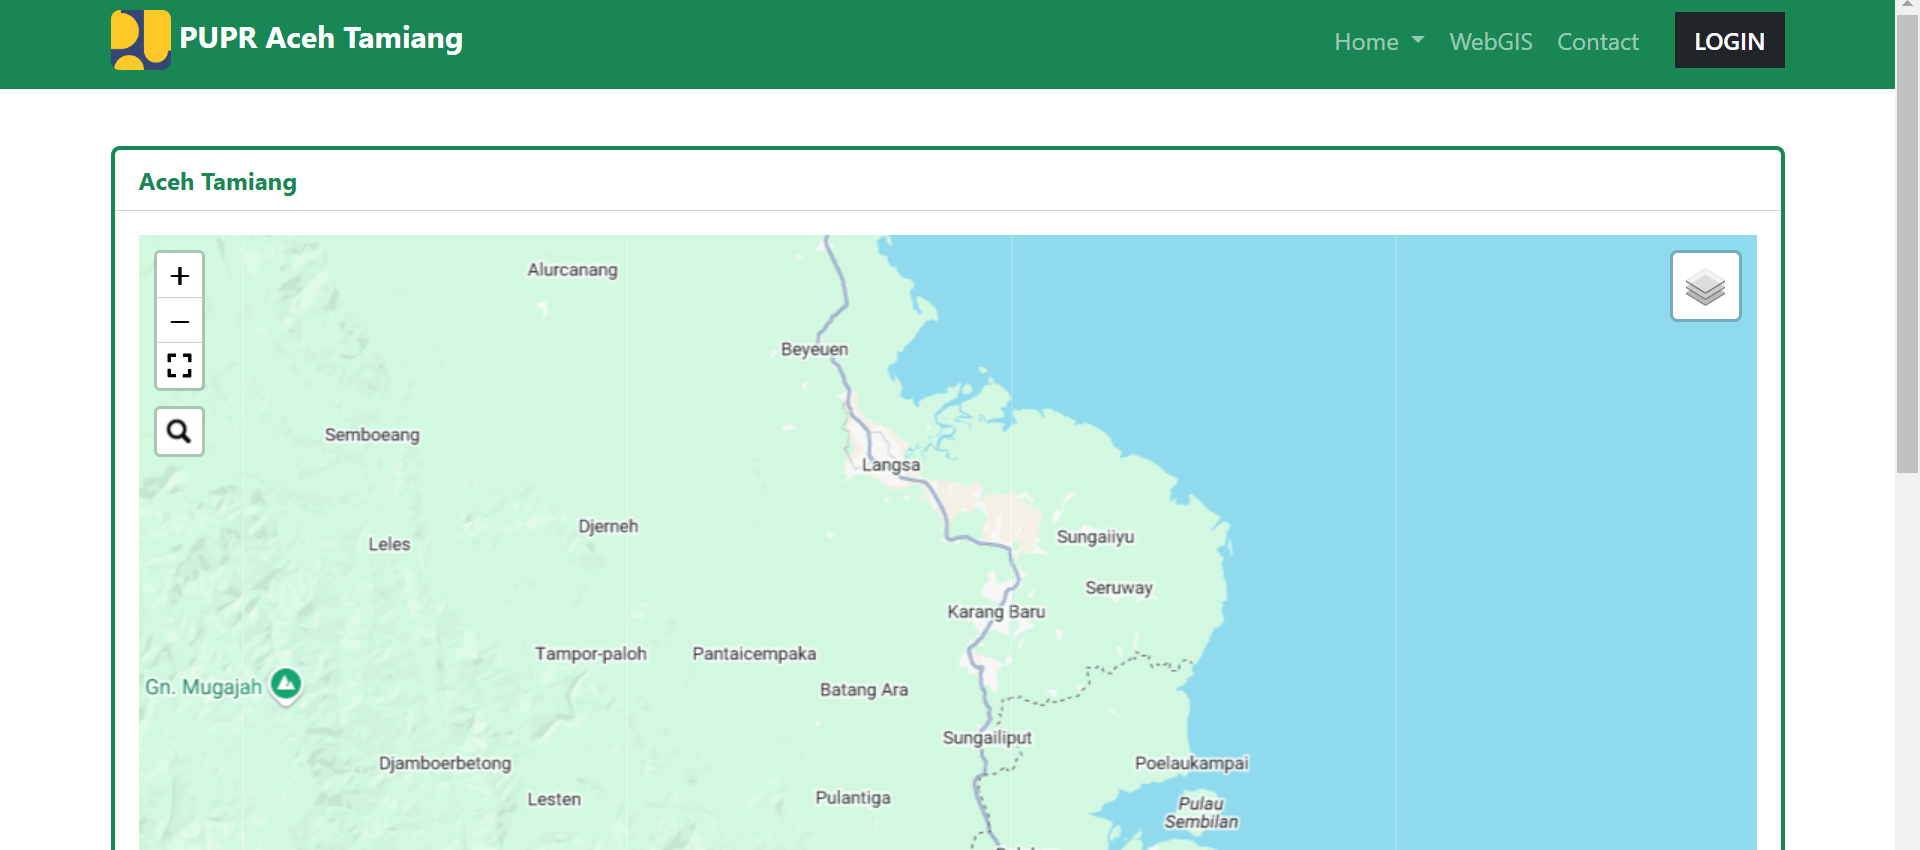 PUPR Aceh Tamiang
Home
WebGIS
Contact
LOGIN
Aceh Tamiang
+
−
Alurcanang
Beyeuen
Semboeang
Langsa
Djerneh
Sungaiiyu
Leles
Seruway
Karang Baru
Tampor-paloh
Pantaicempaka
Gn. Mugajah
Batang Ara
Sungailiput
Djamboerbetong
Poelaukampai
Lesten
Pulantiga
Pulau
Sembilan